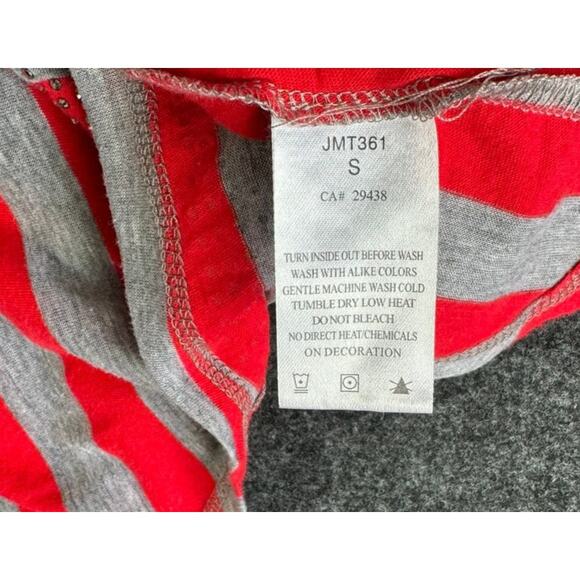 JMT361
S
CA# 29438
TURN INSIDE OUT BEFORE WASH
WASH WITH ALIKE COLORS
GENTLE MACHINE WASH COLD
TUMBLE DRY LOW HEAT
DO NOT BLEACH
NO DIRECT HEAT/CHEMICALS
ON DECORATION